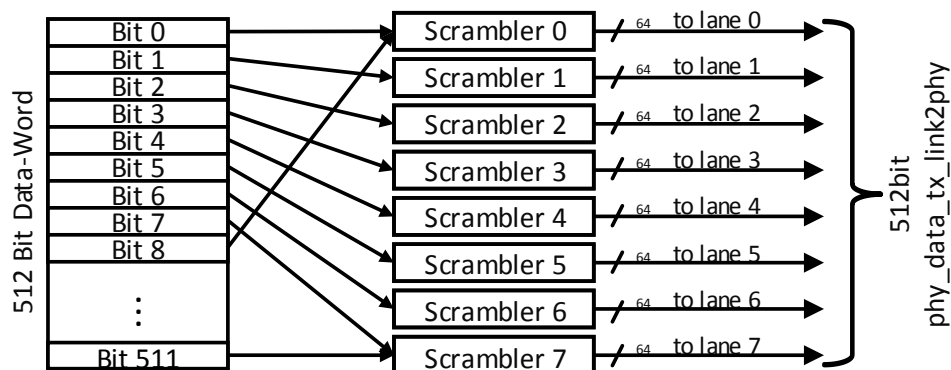 512 Bit Data-Word
Bit 0
Bit 1
Bit 2
Bit 3
Bit 4
Bit 5
Bit 6
Bit 7
Bit 8
⋮
Bit 511
Scrambler 0
Scrambler 1
Scrambler 2
Scrambler 3
Scrambler 4
Scrambler 5
Scrambler 6
Scrambler 7
64 to lane 0
64 to lane 1
64 to lane 2
64 to lane 3
64 to lane 4
64 to lane 5
64 to lane 6
64 to lane 7
512bit
phy_data_tx_link2phy